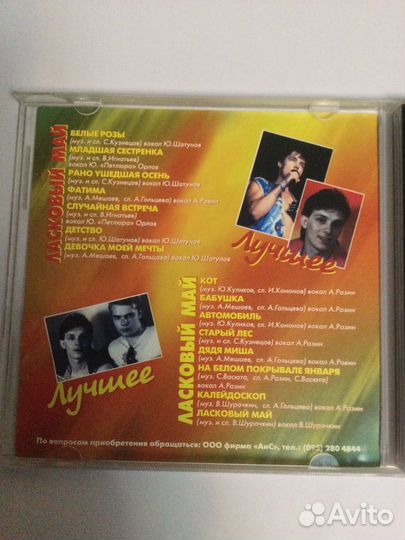 ЛАСКОВЫЙ МАЙ
БЕЛЫЕ РОЗЫ
(муз. и сл. С.Кузнецов) вокал Ю.Шатунов
МЛАДШАЯ СЕСТРЕНКА
(муз. и сл. В.Игнатьев)
вокал Ю. «Петлюра» Орлов
РАНО УШЕДШАЯ ОСЕНЬ
(муз. и сл. С.Кузнецов) вокал Ю.Шатунов
ФАТИМА
(муз. А.Мешаев, сл. А.Гольцева) вокал А.Ровин
СЛУЧАЙНАЯ ВСТРЕЧА
(муз. и сл. В.Игнатьев)
вокал Ю. «Петлюра» Орлов
ДЕТСТВО
(муз. и сл. Ю.Шатунов) вокал Ю.Шатунов
ДЕВОЧКА МОЕЙ МЕЧТЫ
(муз. А.Мешаев, сл. А.Гольцова) вокал Ю.Шатунов
Лучшее
ЛАСКОВЫЙ МАЙ
КОТ
(муз. Ю.Куликов, сл. И.Кононов) вокал А.Разин
БАБУШКА
(муз. А.Мешаев, сл. А.Гольцева) вокал А.Разин
АВТОМОБИЛЬ
(муз. Ю.Куликов, сл. И.Кононов) вокал А.Разин
СТАРЫЙ ЛЕС
(муз. и сл С.Кузнецов) вокал А.Разин
ДЯДЯ МИША
(муз. А.Мешаев, сл. А.Гольцева) вокал А.Ровин
НА БЕЛОМ ПОКРЫВАЛЕ ЯНВАРЯ
(муз. С.Васюта, сл. А.Разин, С.Васюта)
вокал А.Разин
КАЛЕЙДОСКОП
(муз. В.Шурочкин, сл. А.Гольцева) вокал А.Разин
ЛАСКОВЫЙ МАЙ
(муз. и сл. В.Шурочкин) вокал В.Шурочкин
Лучшее
По вопросам приобретения обращаться: ООО фирма «АиС», тел.: (095) 280 4844
Avito